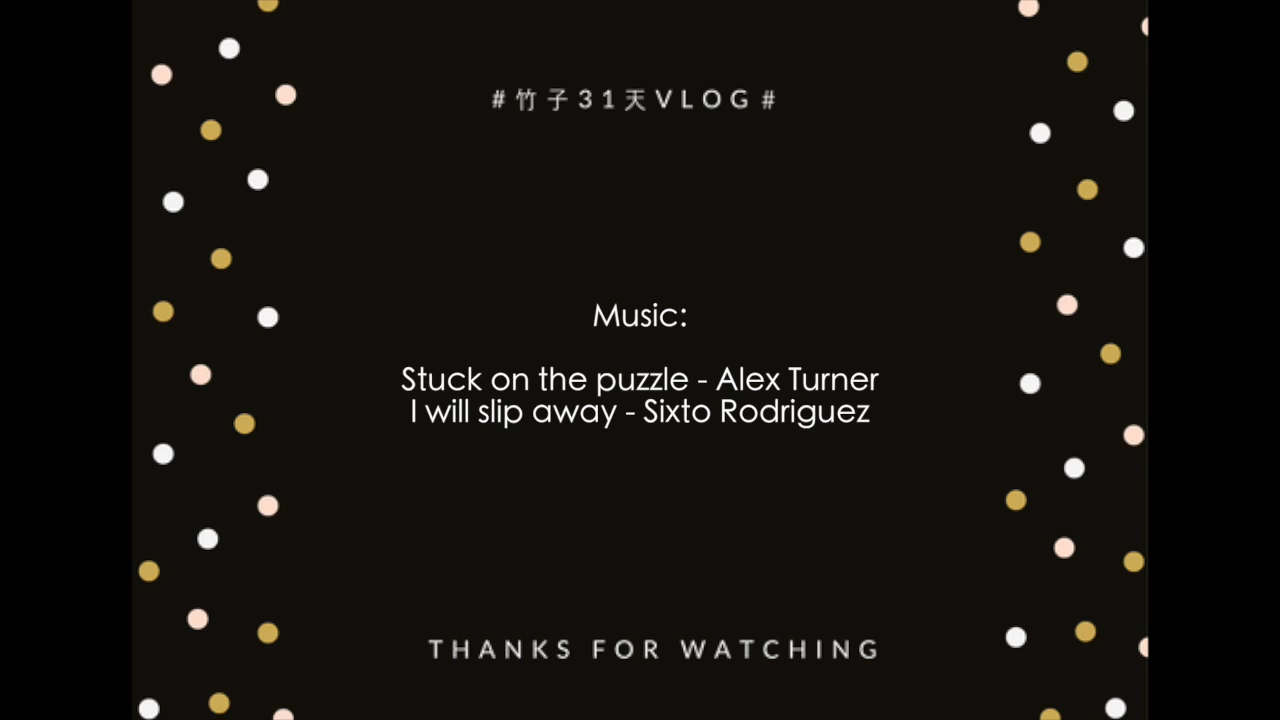 #竹子31天VLOG#
Music:
Stuck on the puzzle - Alex Turner
I will slip away - Sixto Rodriguez
THANKS FOR WATCHING